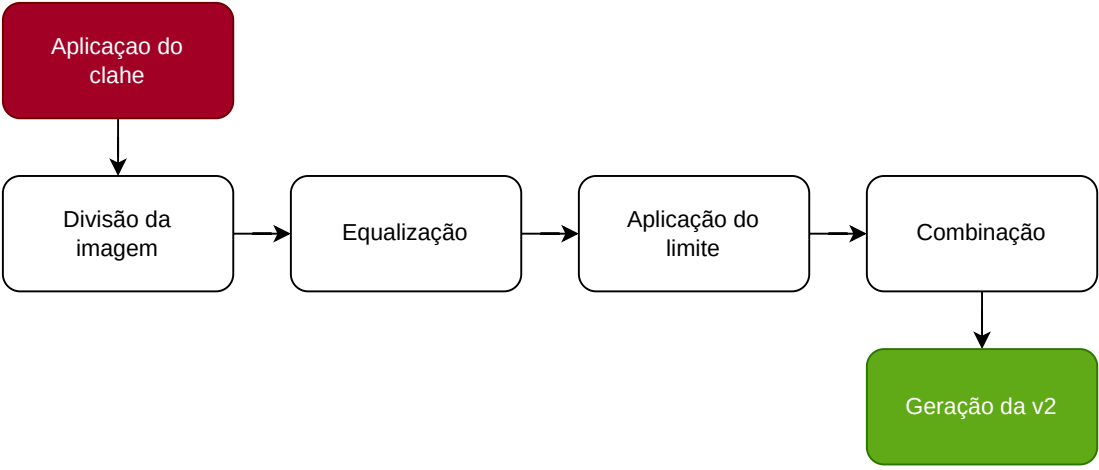 Aplicaçao do
clahe
Divisão da
imagem
Equalização
Aplicação do
limite
Combinação
Geração da v2